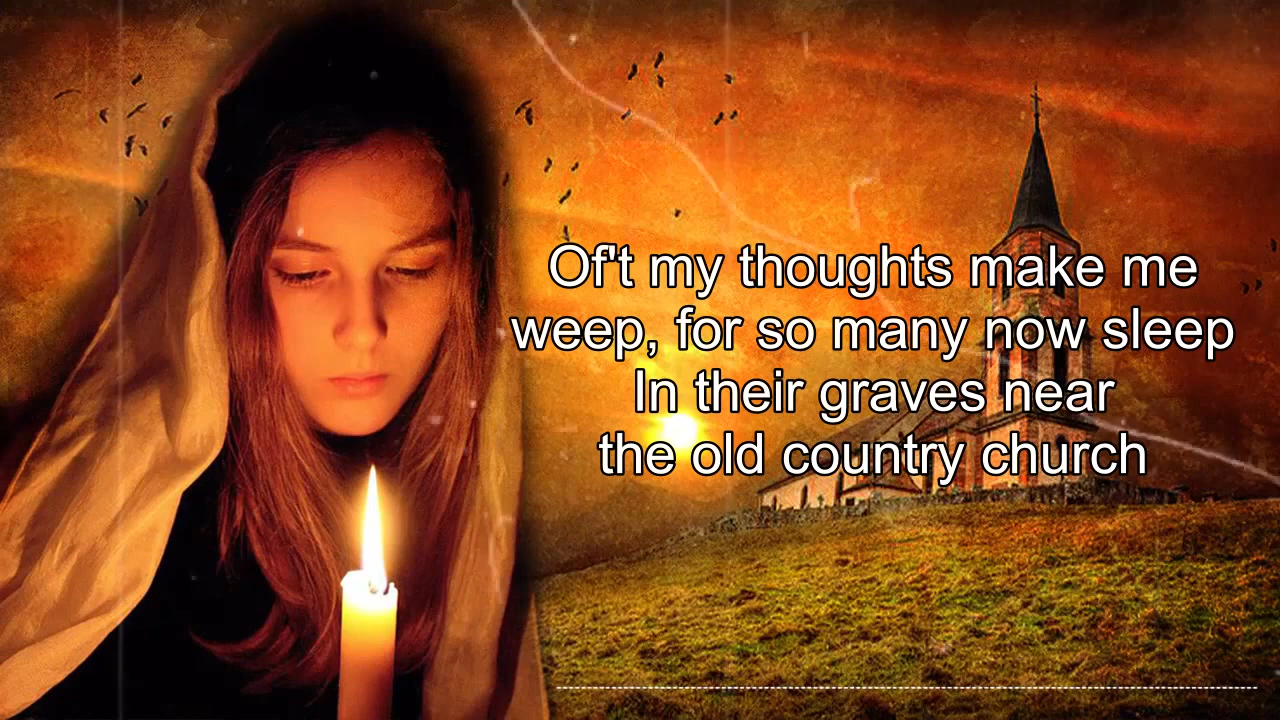 Of't my thoughts make me
weep, for so many now sleep
In their graves near
the old country church